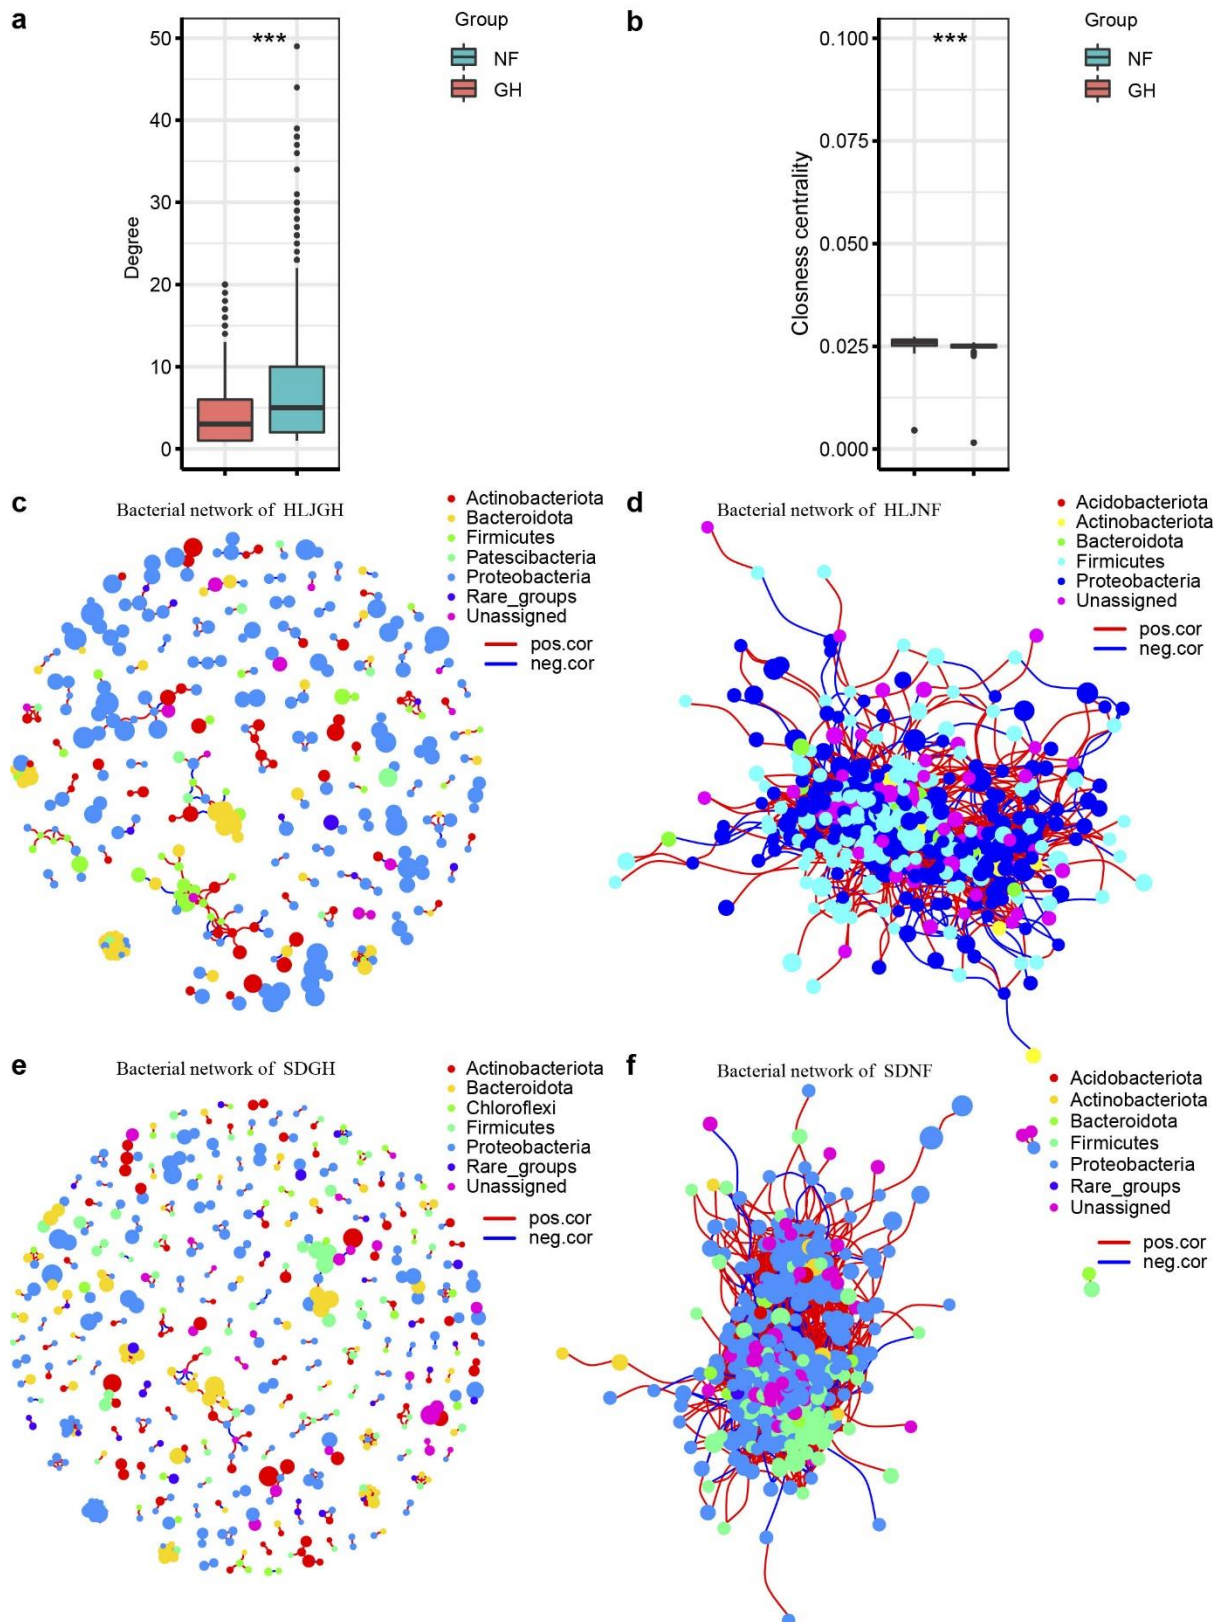 a
Group
NF
GH
***
50
40
30
20
10
0
Degree
b
Group
NF
GH
***
0.100
0.075
0.050
0.025
0.000
Closness centrality
c
Bacterial network of HLJGH
Actinobacteriota
Bacteroidota
Firmicutes
Patescibacteria
Proteobacteria
Rare_groups
Unassigned
pos.cor
neg.cor
d
Bacterial network of HLJNF
Acidobacteriota
Actinobacteriota
Bacteroidota
Firmicutes
Proteobacteria
Unassigned
pos.cor
neg.cor
e
Bacterial network of SDGH
Actinobacteriota
Bacteroidota
Chloroflexi
Firmicutes
Proteobacteria
Rare_groups
Unassigned
pos.cor
neg.cor
f
Bacterial network of SDNF
Acidobacteriota
Actinobacteriota
Bacteroidota
Firmicutes
Proteobacteria
Rare_groups
Unassigned
pos.cor
neg.cor